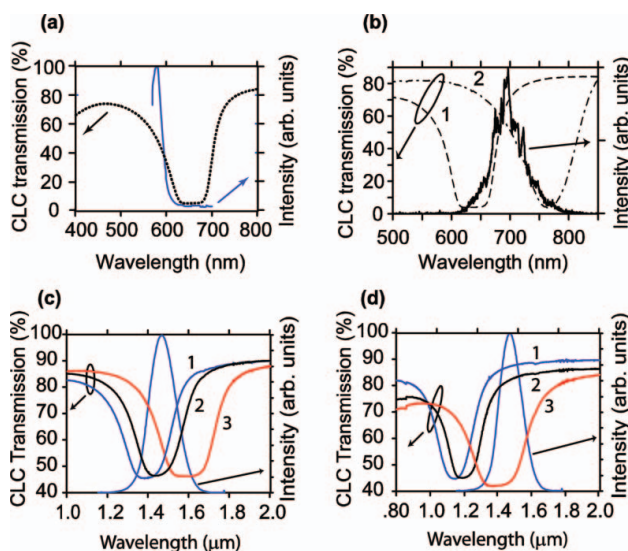 (a)
CLC Transmission (%)
100
80
60
40
20
0
400 500 600 700 800
Wavelength (nm)
Intensity (arb. units)
(b)
CLC transmission (%)
80
60
40
20
0
1
2
500 600 700 800
Wavelength (nm)
Intensity (arb. units)
(c)
CLC Transmission (%)
100
90
80
70
60
50
40
1
2
3
1.0 1.2 1.4 1.6 1.8 2.0
Wavelength (μm)
Intensity (arb. units)
(d)
CLC Transmission (%)
100
90
80
70
60
50
40
1
2
3
.80 1.0 1.2 1.4 1.6 1.8 2.0
Wavelength (μm)
Intensity (arb. units)